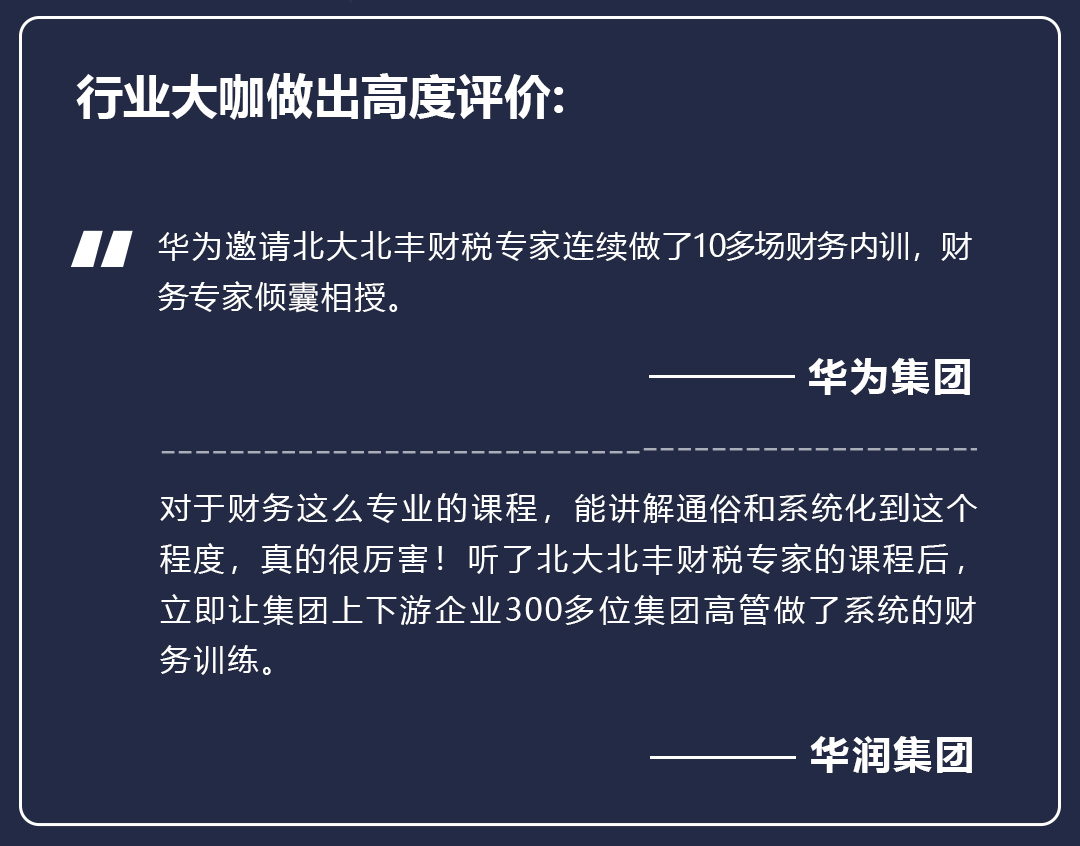 行业大咖做出高度评价:
华为邀请北大北丰财税专家连续做了10多场财务内训，财
务专家倾囊相授。
——— 华为集团
对于财务这么专业的课程，能讲解通俗和系统化到这个
程度，真的很厉害！听了北大北丰财税专家的课程后，
立即让集团上下游企业300多位集团高管做了系统的财
务训练。
——— 华润集团